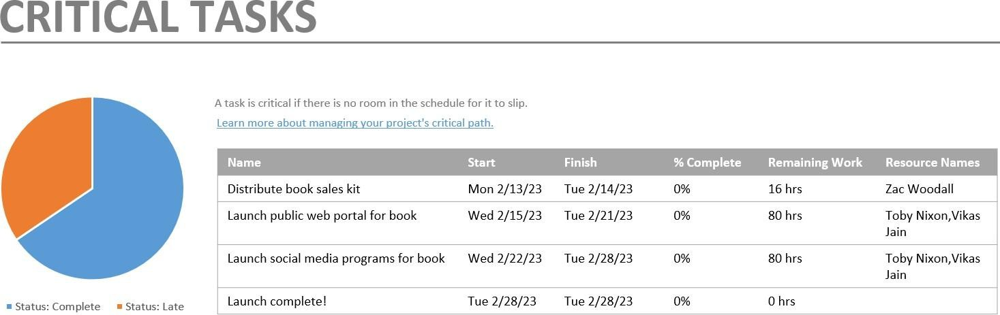 CRITICAL TASKS
A task is critical if there is no room in the schedule for it to slip.
Learn more about managing your project's critical path.
Name Start Finish % Complete Remaining Work Resource Names
Distribute book sales kit Mon 2/13/23 Tue 2/14/23 0% 16 hrs Zac Woodall
Launch public web portal for book Wed 2/15/23 Tue 2/21/23 0% 80 hrs Toby Nixon,Vikas
Jain
Launch social media programs for book Wed 2/22/23 Tue 2/28/23 0% 80 hrs Toby Nixon,Vikas
Jain
Launch complete! Tue 2/28/23 Tue 2/28/23 0% 0 hrs
Status: Complete Status: Late